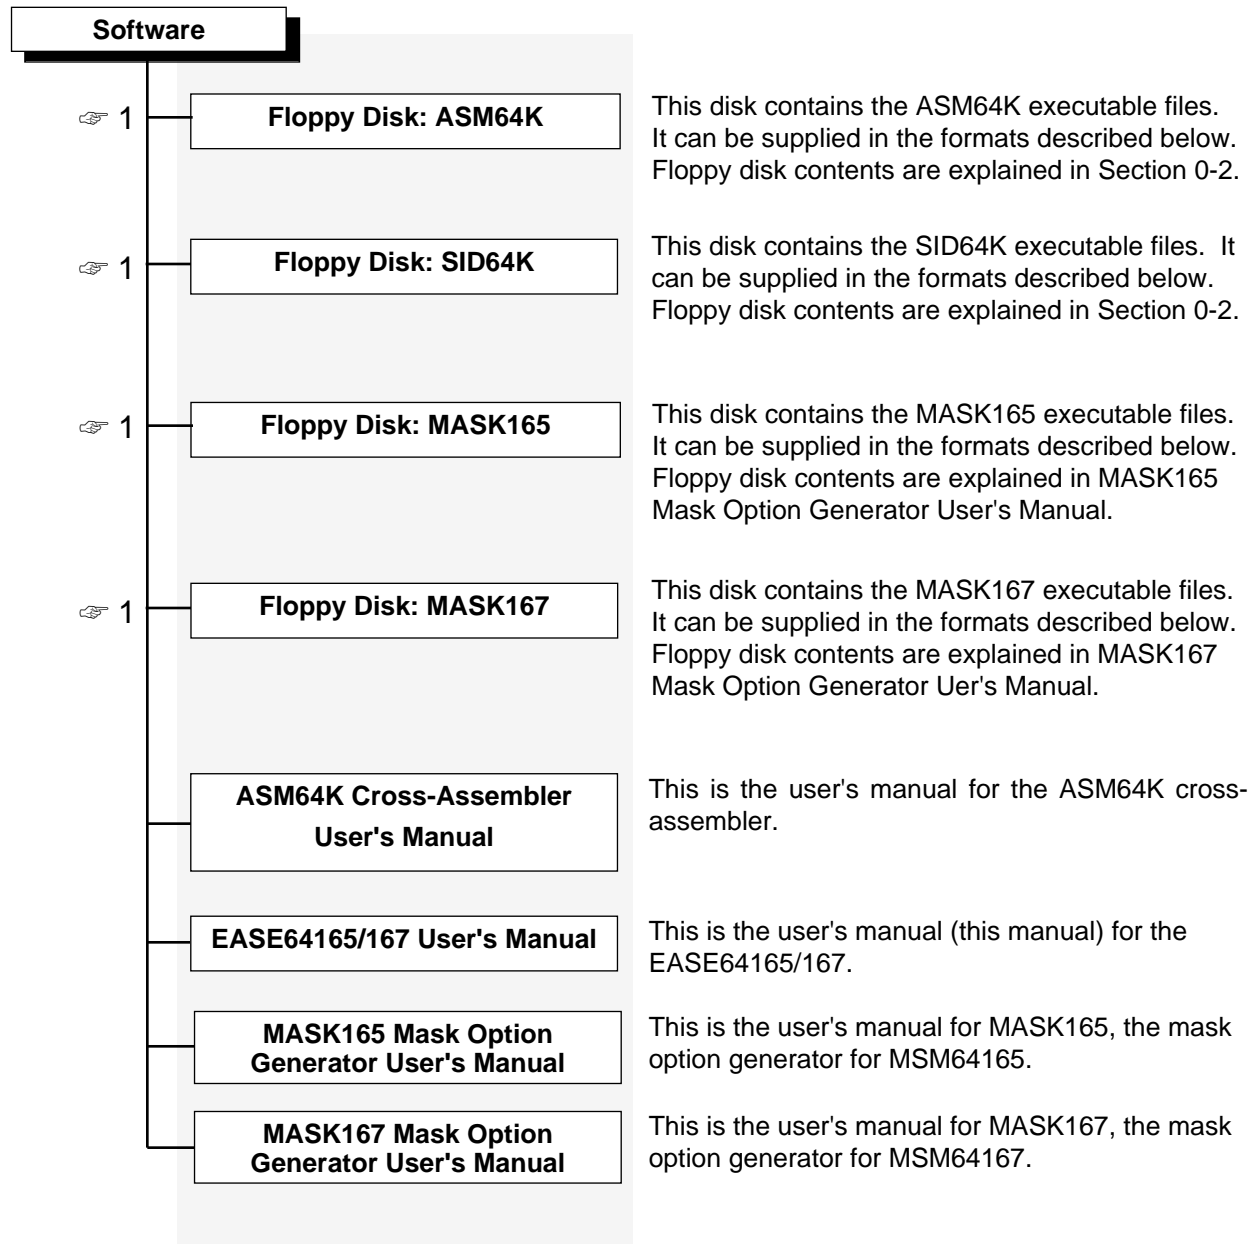 Software
☞ 1
Floppy Disk: ASM64K
This disk contains the ASM64K executable files.
It can be supplied in the formats described below.
Floppy disk contents are explained in Section 0-2.
☞ 1
Floppy Disk: SID64K
This disk contains the SID64K executable files.  It
can be supplied in the formats described below.
Floppy disk contents are explained in Section 0-2.
☞ 1
Floppy Disk: MASK165
This disk contains the MASK165 executable files.
It can be supplied in the formats described below.
Floppy disk contents are explained in MASK165
Mask Option Generator User's Manual.
☞ 1
Floppy Disk: MASK167
This disk contains the MASK167 executable files.
It can be supplied in the formats described below.
Floppy disk contents are explained in MASK167
Mask Option Generator Uer's Manual.
ASM64K Cross-Assembler
User's Manual
This is the user's manual for the ASM64K cross-
assembler.
EASE64165/167 User's Manual
This is the user's manual (this manual) for the
EASE64165/167.
MASK165 Mask Option
Generator User's Manual
This is the user's manual for MASK165, the mask
option generator for MSM64165.
MASK167 Mask Option
Generator User's Manual
This is the user's manual for MASK167, the mask
option generator for MSM64167.